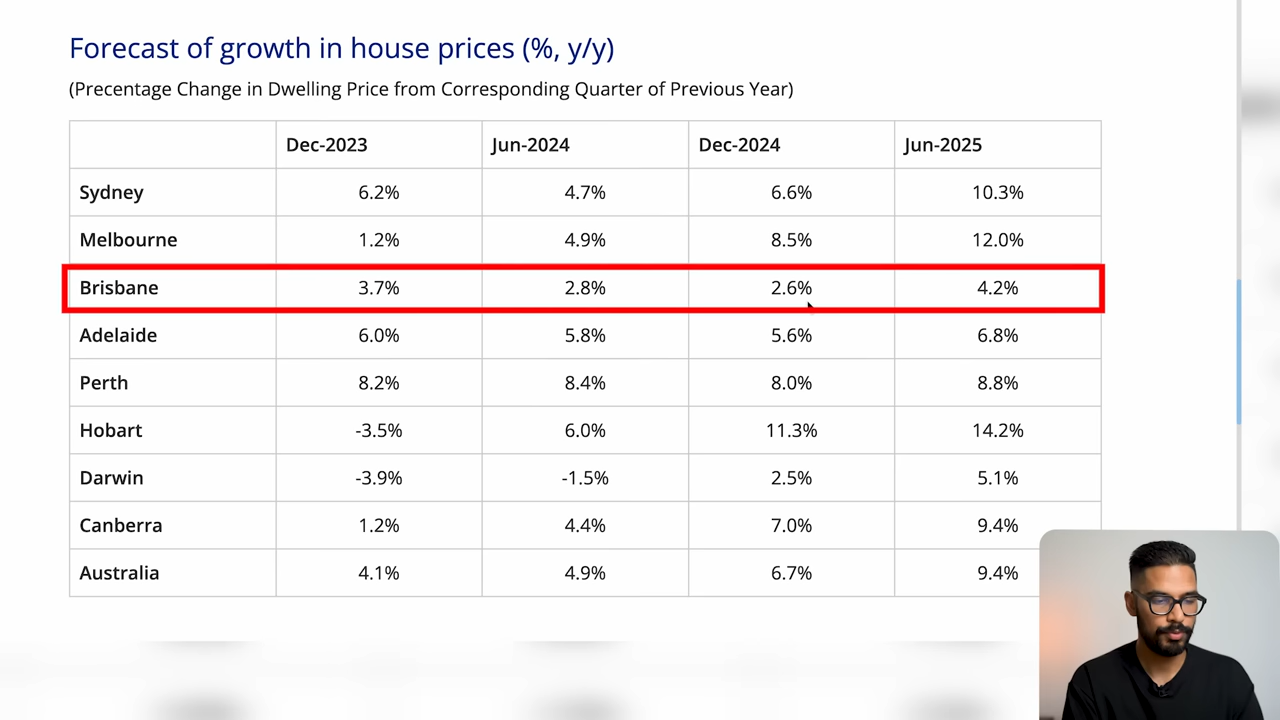 Forecast of growth in house prices (%, y/y)
(Precentage Change in Dwelling Price from Corresponding Quarter of Previous Year)
Dec-2023 Jun-2024 Dec-2024 Jun-2025
Sydney 6.2% 4.7% 6.6% 10.3%
Melbourne 1.2% 4.9% 8.5% 12.0%
Brisbane 3.7% 2.8% 2.6% 4.2%
Adelaide 6.0% 5.8% 5.6% 6.8%
Perth 8.2% 8.4% 8.0% 8.8%
Hobart -3.5% 6.0% 11.3% 14.2%
Darwin -3.9% -1.5% 2.5% 5.1%
Canberra 1.2% 4.4% 7.0% 9.4%
Australia 4.1% 4.9% 6.7% 9.4%